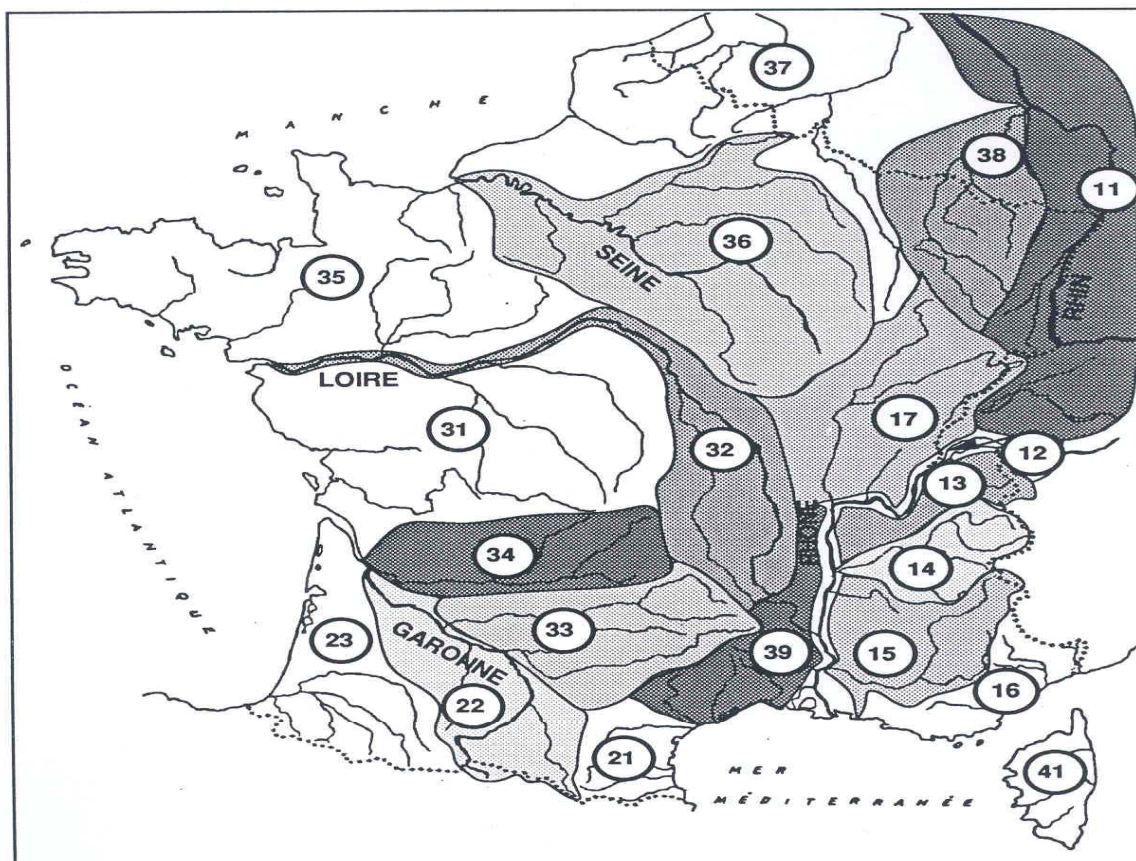 37
MANCHE
38
11
36
SEINE
35
RHIN
LOIRE
17
31
32
12
13
OCÉAN ATLANTIQUE
RHONE
34
14
33
23
GARONNE
39
15
22
16
21
MER
MÉDITERRANÉE
41